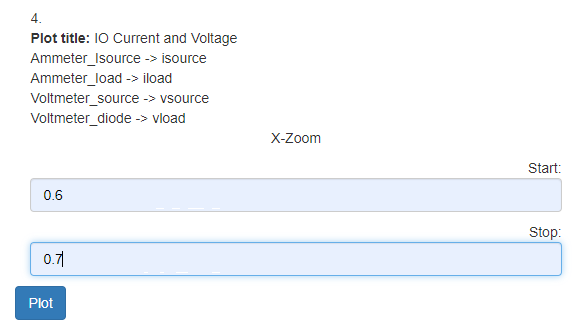 4.
Plot title: IO Current and Voltage
Ammeter_Isource -> isource
Ammeter_load -> iload
Voltmeter_source -> vsource
Voltmeter_diode -> vload
X-Zoom
Start:
0.6
Stop:
0.7
Plot